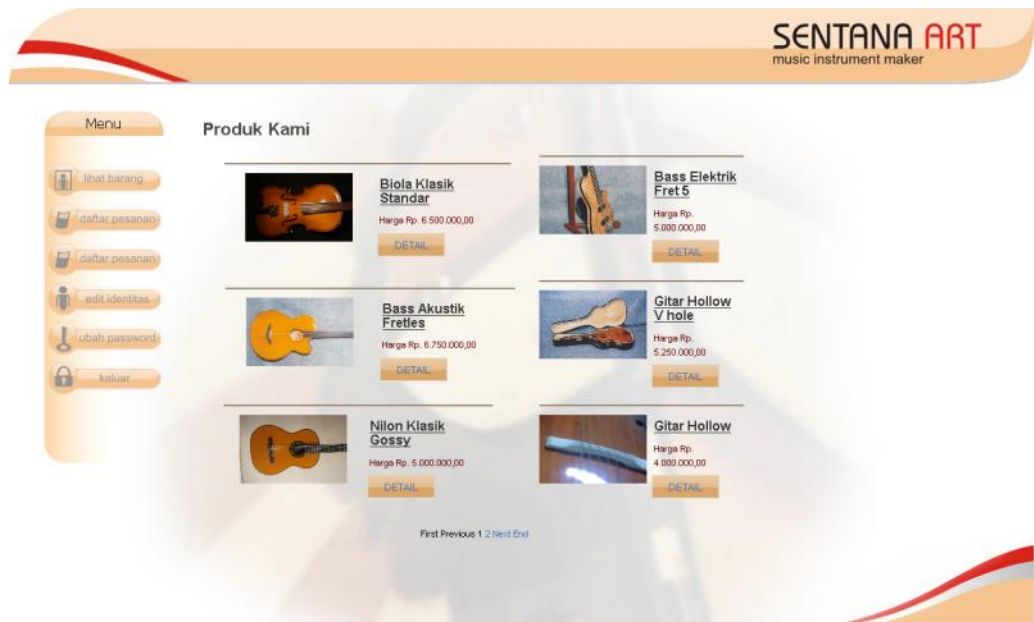 SENTANA ART
music instrument maker
Menu
lihat barang
daftar pesanan
daftar pesanan
edit identitas
ubah password
keluar
Produk Kami
Biola Klasik
Standar
Harga Rp. 6.500.000,00
DETAIL
Bass Elektrik
Fret 5
Harga Rp.
5.000.000,00
DETAIL
Bass Akustik
Fretles
Harga Rp. 6.750.000,00
DETAIL
Gitar Hollow
V hole
Harga Rp.
5.250.000,00
DETAIL
Nilon Klasik
Gossy
Harga Rp. 5.000.000,00
DETAIL
Gitar Hollow
Harga Rp.
4.000.000,00
DETAIL
First Previous 1 2 Next End